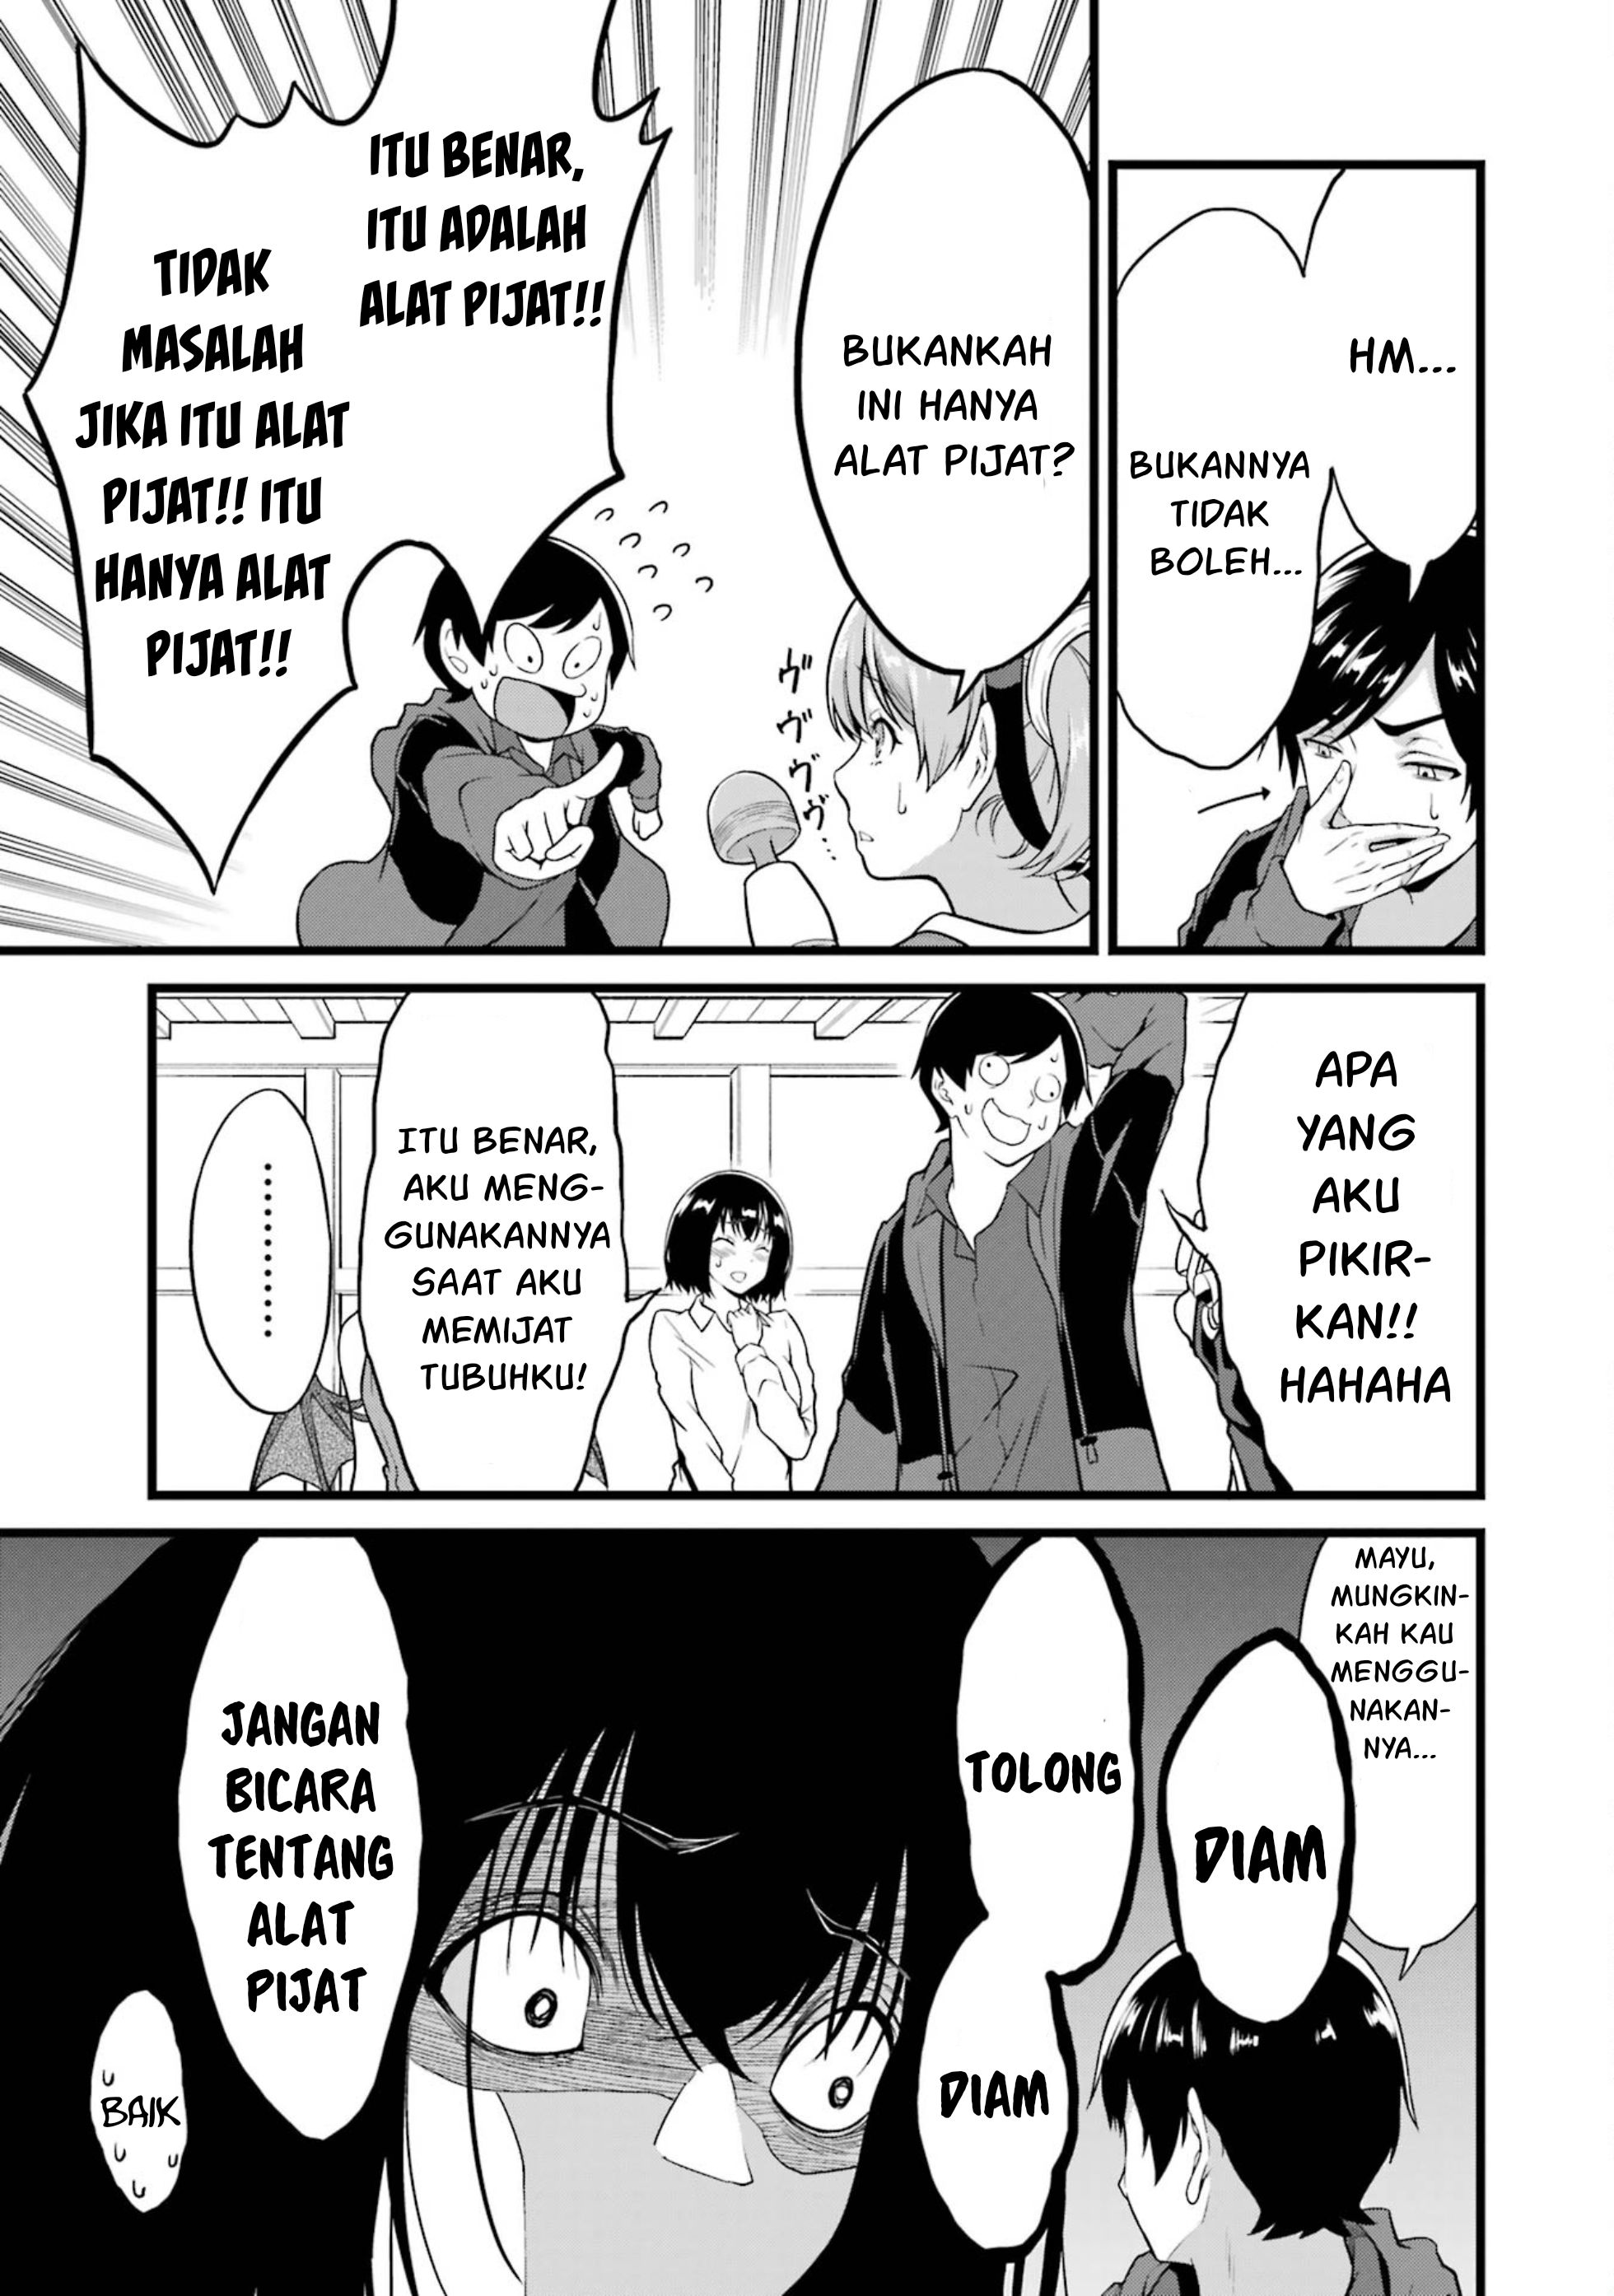 HM...
BUKANNYA
TIDAK
BOLEH...
BUKANKAH
INI HANYA
ALAT PIJAT?
ヴヴヴヴヴ...
ITU BENAR,
ITU ADALAH
ALAT PIJAT!!
TIDAK
MASALAH
JIKA ITU ALAT
PIJAT!! ITU
HANYA ALAT
PIJAT!!
APA
YANG
AKU
PIKIR-
KAN!!
HAHAHA
ITU BENAR,
AKU MENG-
GUNAKANNYA
SAAT AKU
MEMIJAT
TUBUHKU!
...........
MAYU,
MUNGKIN-
KAH KAU
MENGGU-
NAKAN-
NYA...
DIAM
TOLONG
DIAM
JANGAN
BICARA
TENTANG
ALAT
PIJAT
BAIK